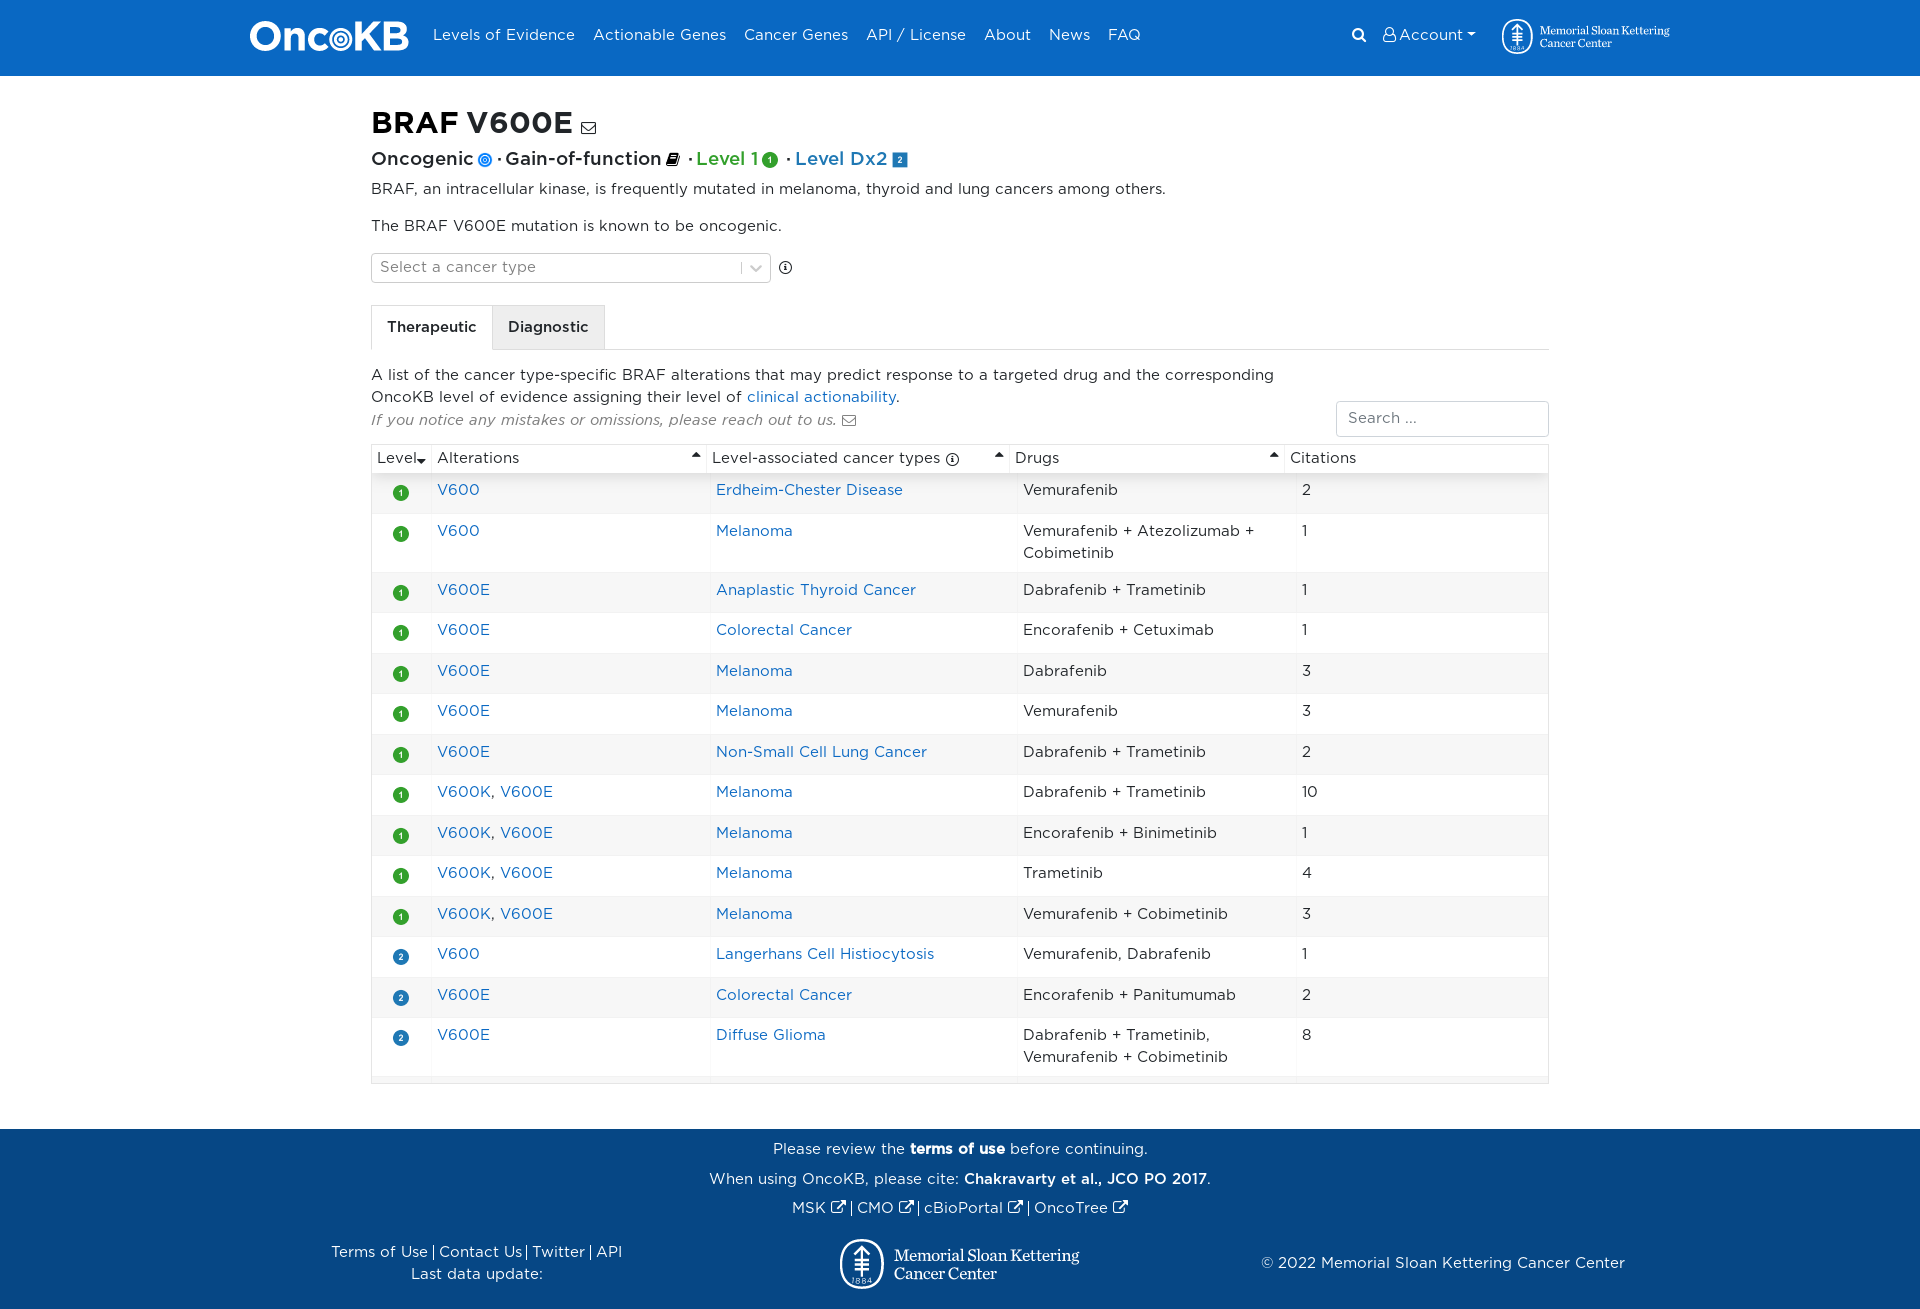 OncoKB Levels of Evidence Actionable Genes Cancer Genes API / License About News FAQ Account Memorial Sloan Kettering Cancer Center 1884
BRAF V600E
Oncogenic · Gain-of-function · Level 1 1 · Level Dx2 2
BRAF, an intracellular kinase, is frequently mutated in melanoma, thyroid and lung cancers among others.
The BRAF V600E mutation is known to be oncogenic.
Select a cancer type
Therapeutic Diagnostic
A list of the cancer type-specific BRAF alterations that may predict response to a targeted drug and the corresponding
OncoKB level of evidence assigning their level of clinical actionability.
If you notice any mistakes or omissions, please reach out to us.
Search ...
Level Alterations Level-associated cancer types Drugs Citations
1 V600 Erdheim-Chester Disease Vemurafenib 2
1 V600 Melanoma Vemurafenib + Atezolizumab + 1
Cobimetinib
1 V600E Anaplastic Thyroid Cancer Dabrafenib + Trametinib 1
1 V600E Colorectal Cancer Encorafenib + Cetuximab 1
1 V600E Melanoma Dabrafenib 3
1 V600E Melanoma Vemurafenib 3
1 V600E Non-Small Cell Lung Cancer Dabrafenib + Trametinib 2
1 V600K, V600E Melanoma Dabrafenib + Trametinib 10
1 V600K, V600E Melanoma Encorafenib + Binimetinib 1
1 V600K, V600E Melanoma Trametinib 4
1 V600K, V600E Melanoma Vemurafenib + Cobimetinib 3
2 V600 Langerhans Cell Histiocytosis Vemurafenib, Dabrafenib 1
2 V600E Colorectal Cancer Encorafenib + Panitumumab 2
2 V600E Diffuse Glioma Dabrafenib + Trametinib, 8
Vemurafenib + Cobimetinib
Please review the terms of use before continuing.
When using OncoKB, please cite: Chakravarty et al., JCO PO 2017.
MSK | CMO | cBioPortal | OncoTree
Terms of Use | Contact Us | Twitter | API
Last data update:
1884 Memorial Sloan Kettering
Cancer Center
© 2022 Memorial Sloan Kettering Cancer Center